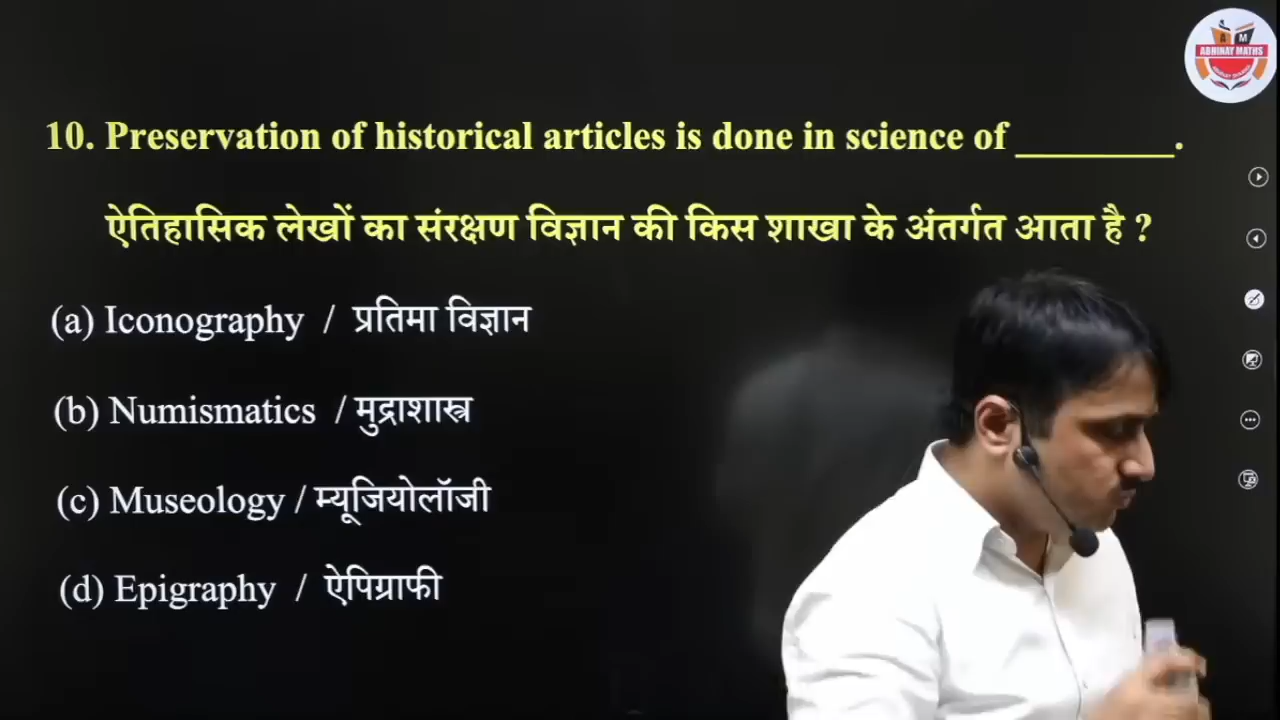 ABHINAY MATHS
10. Preservation of historical articles is done in science of ________.
ऐतिहासिक लेखों का संरक्षण विज्ञान की किस शाखा के अंतर्गत आता है ?
(a) Iconography / प्रतिमा विज्ञान
(b) Numismatics / मुद्राशास्त्र
(c) Museology / म्यूजियोलॉजी
(d) Epigraphy / ऐपिग्राफी